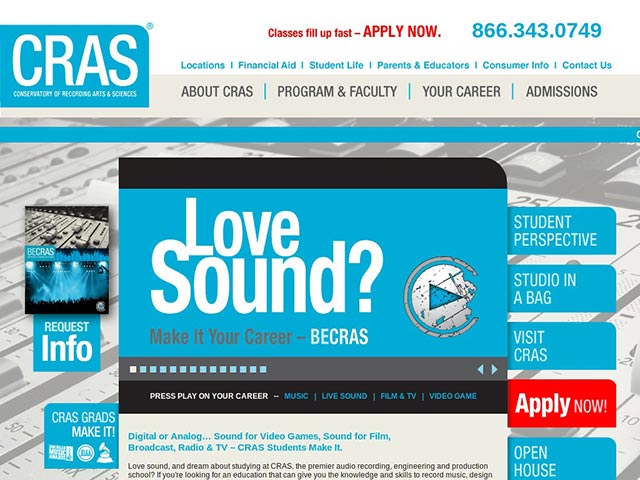 Classes fill up fast – APPLY NOW. 866.343.0749
CRAS®
CONSERVATORY OF RECORDING ARTS & SCIENCES
Locations | Financial Aid | Student Life | Parents & Educators | Consumer Info | Contact Us
ABOUT CRAS | PROGRAM & FACULTY | YOUR CAREER | ADMISSIONS
BECRAS
REQUEST
Info
CRAS GRADS
MAKE IT!
Love
Sound?
Make It Your Career – BECRAS
PRESS PLAY ON YOUR CAREER -- MUSIC | LIVE SOUND | FILM & TV | VIDEO GAME
Digital or Analog… Sound for Video Games, Sound for Film,
Broadcast, Radio & TV – CRAS Students Make It.
Love sound, and dream about studying at CRAS, the premier audio recording, engineering and production
school? If you're looking for an education that can give you the knowledge and skills to record music, design
STUDENT
PERSPECTIVE
STUDIO IN
A BAG
VISIT
CRAS
Apply NOW!
OPEN
HOUSE